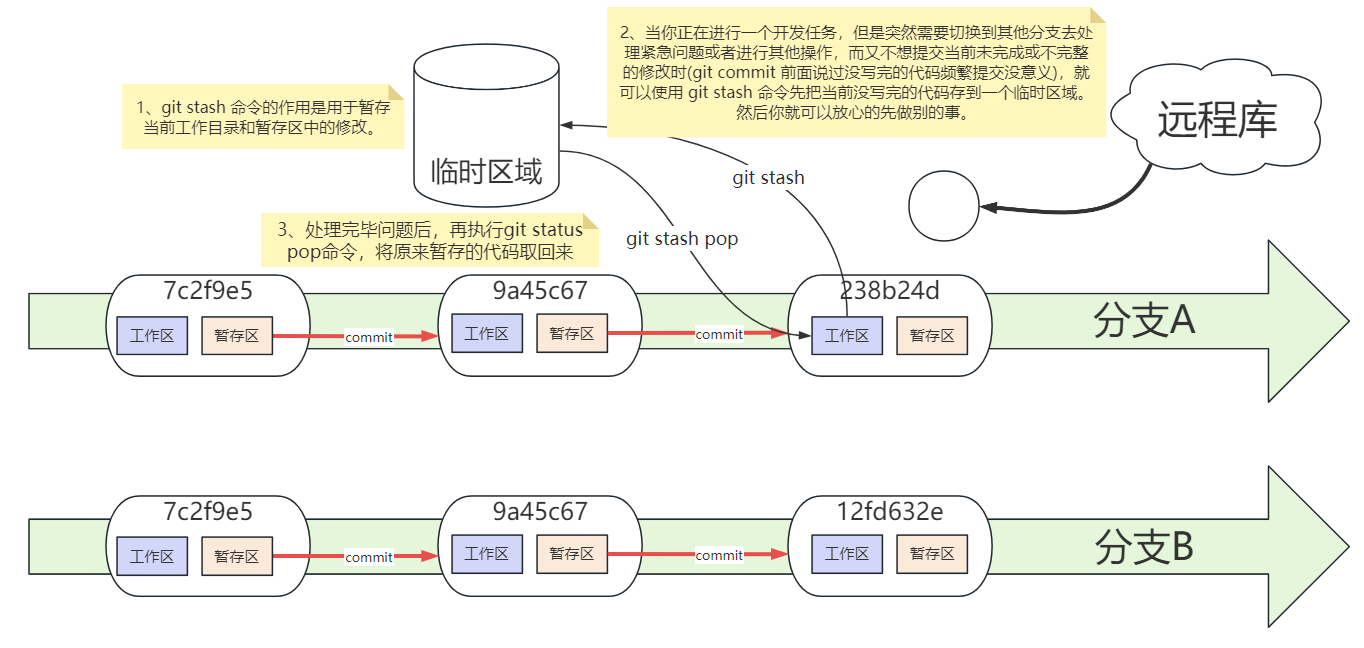 1、git stash 命令的作用是用于暂存
当前工作目录和暂存区中的修改。
2、当你正在进行一个开发任务，但是突然需要切换到其他分支去处
理紧急问题或者进行其他操作，而又不想提交当前未完成或不完整
的修改时(git commit 前面说过没写完的代码频繁提交没意义)，就
可以使用 git stash 命令先把当前没写完的代码存到一个临时区域。
然后你就可以放心的先做别的事。
远程库
临时区域
git stash
git stash pop
3、处理完毕问题后，再执行git status
pop命令，将原来暂存的代码取回来
7c2f9e5
9a45c67
238b24d
分支A
工作区
暂存区
commit
工作区
暂存区
commit
工作区
暂存区
7c2f9e5
9a45c67
12fd632e
分支B
工作区
暂存区
commit
工作区
暂存区
commit
工作区
暂存区